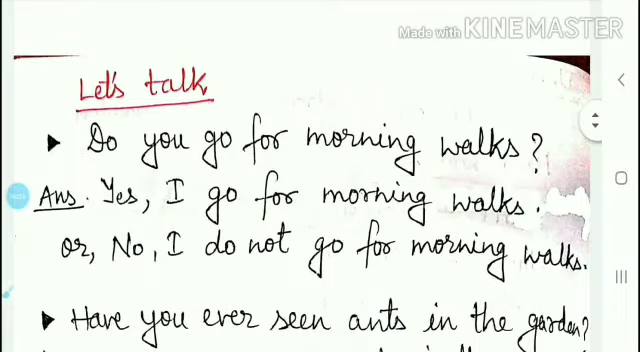 Made with KINEMASTER
Let's talk
▶ Do you go for morning walks?
Ans. Yes, I go for morning walks.
or, No, I do not go for morning walks.
▶ Have you ever seen ants in the garden?